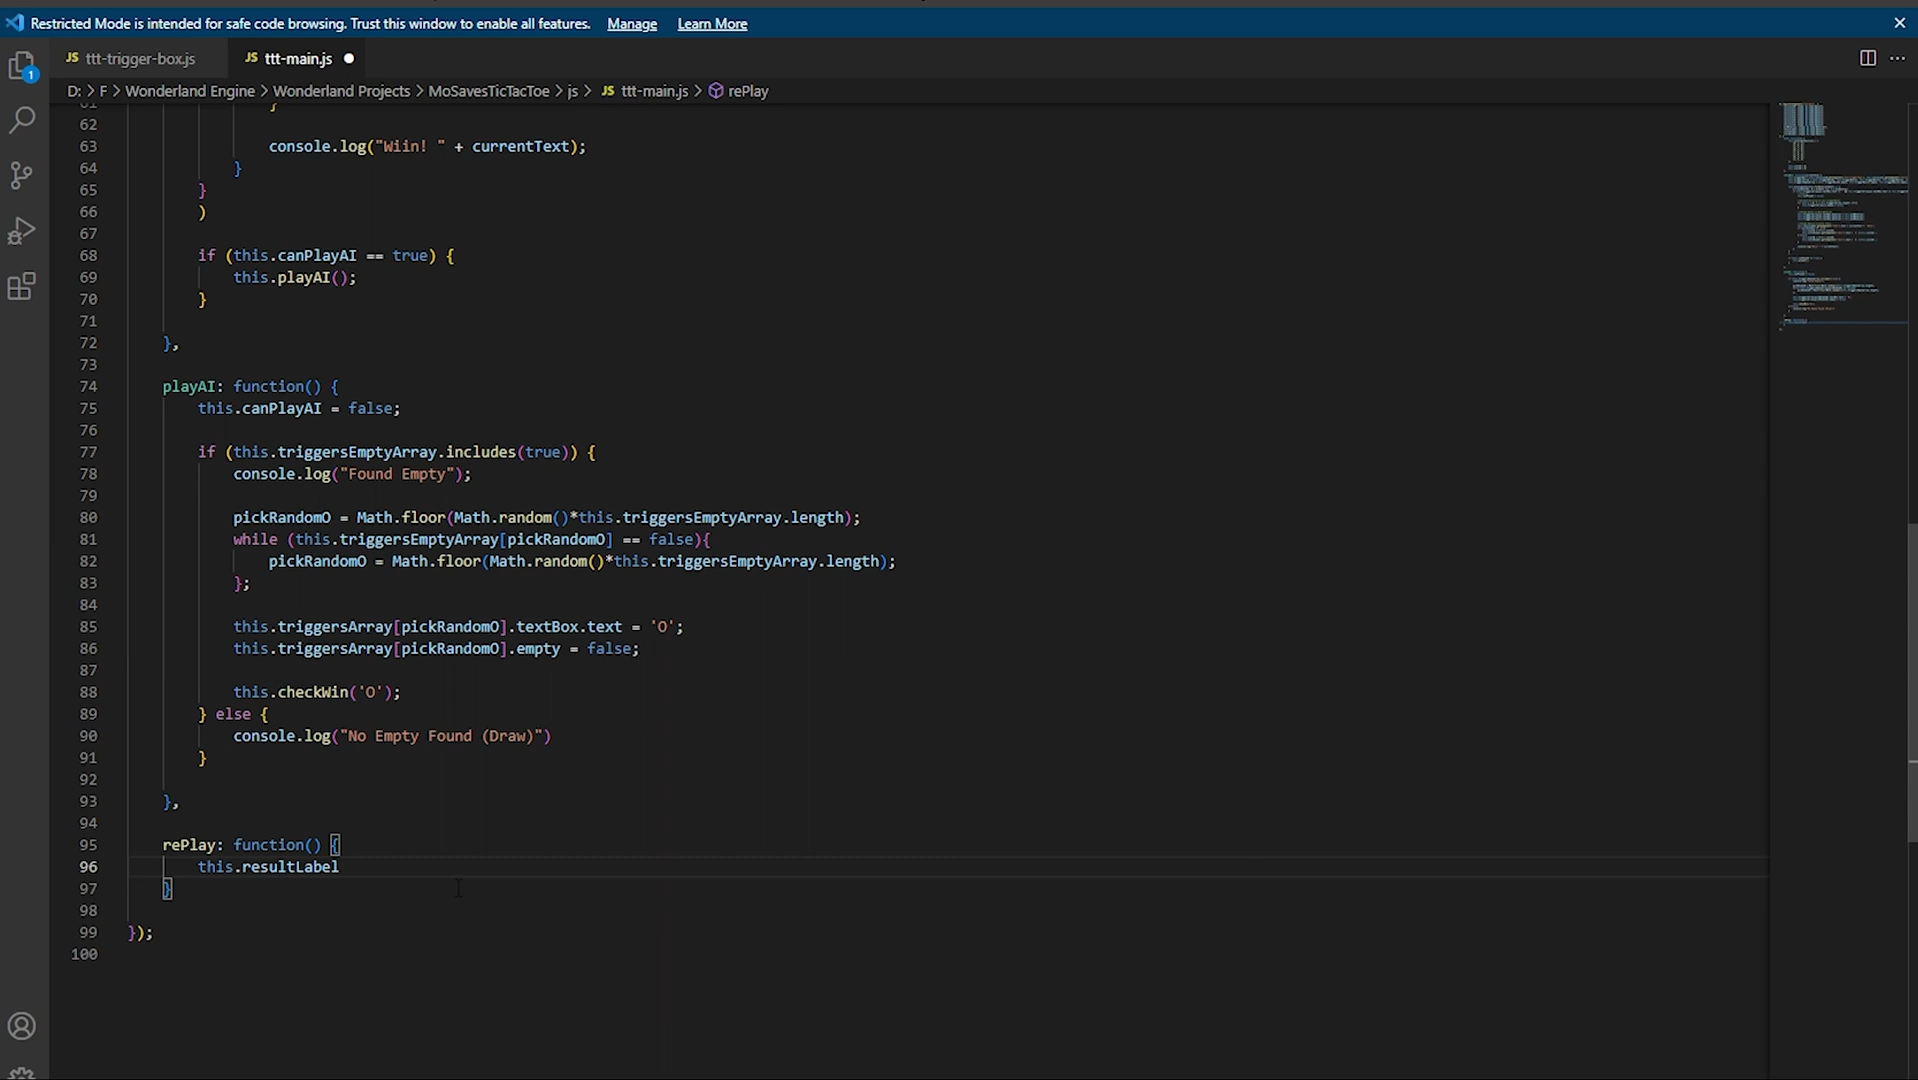 Restricted Mode is intended for safe code browsing. Trust this window to enable all features. Manage Learn More
JS ttt-trigger-box.js JS ttt-main.js
D: > F > Wonderland Engine > Wonderland Projects > MoSavesTicTacToe > js > JS ttt-main.js > rePlay
1
61 }
62
63 console.log("Wiin! " + currentText);
64 }
65 }
66 )
67
68 if (this.canPlayAI == true) {
69 this.playAI();
70 }
71
72 },
73
74 playAI: function() {
75 this.canPlayAI = false;
76
77 if (this.triggersEmptyArray.includes(true)) {
78 console.log("Found Empty");
79
80 pickRandomO = Math.floor(Math.random()*this.triggersEmptyArray.length);
81 while (this.triggersEmptyArray[pickRandomO] == false){
82 pickRandomO = Math.floor(Math.random()*this.triggersEmptyArray.length);
83 };
84
85 this.triggersArray[pickRandomO].textBox.text = 'O';
86 this.triggersArray[pickRandomO].empty = false;
87
88 this.checkWin('O');
89 } else {
90 console.log("No Empty Found (Draw)")
91 }
92
93 },
94
95 rePlay: function() {
96 this.resultLabel
97 }
98
99 });
100